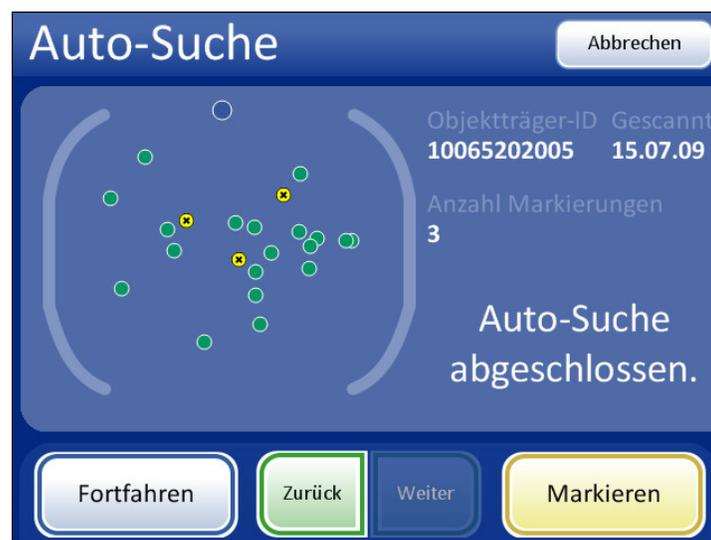 Auto-Suche
Abbrechen
Objektträger-ID Gescannt
10065202005 15.07.09
Anzahl Markierungen
3
Auto-Suche
abgeschlossen.
Fortfahren
Zurück
Weiter
Markieren